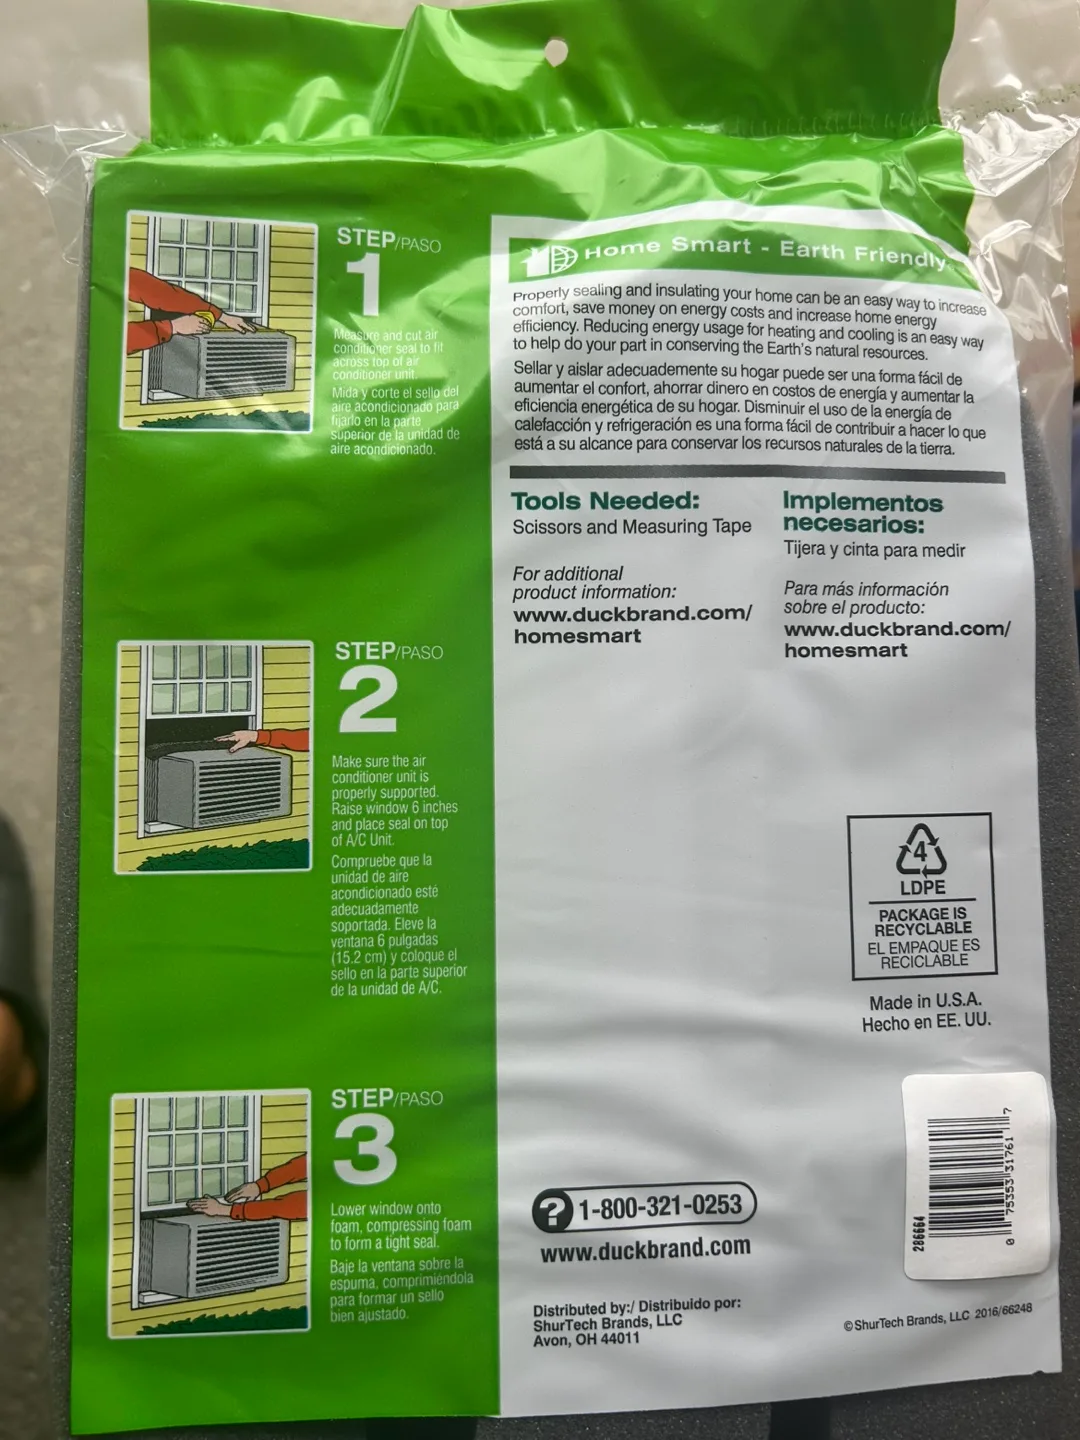 STEP/PASO
1
Measure and cut air
conditioner seal to fit
across top of air
conditioner unit.
Mida y corte el sello del
aire acondicionado para
fijarlo en la parte
superior de la unidad de
aire acondicionado.
STEP/PASO
2
Make sure the air
conditioner unit is
properly supported.
Raise window 6 inches
and place seal on top
of A/C Unit.
Compruebe que la
unidad de aire
acondicionado esté
adecuadamente
soportada. Eleve la
ventana 6 pulgadas
(15.2 cm) y coloque el
sello en la parte superior
de la unidad de A/C.
STEP/PASO
3
Lower window onto
foam, compressing foam
to form a tight seal.
Baje la ventana sobre la
espuma, comprimiéndola
para formar un sello
bien ajustado.
Home Smart - Earth Friendly
Properly sealing and insulating your home can be an easy way to increase
comfort, save money on energy costs and increase home energy
efficiency. Reducing energy usage for heating and cooling is an easy way
to help do your part in conserving the Earth's natural resources.
Sellar y aislar adecuadamente su hogar puede ser una forma fácil de
aumentar el confort, ahorrar dinero en costos de energía y aumentar la
eficiencia energética de su hogar. Disminuir el uso de la energía de
calefacción y refrigeración es una forma fácil de contribuir a hacer lo que
está a su alcance para conservar los recursos naturales de la tierra.
Tools Needed:
Scissors and Measuring Tape
For additional
product information:
www.duckbrand.com/
homesmart
Implementos
necesarios:
Tijera y cinta para medir
Para más información
sobre el producto:
www.duckbrand.com/
homesmart
4
LDPE
PACKAGE IS
RECYCLABLE
EL EMPAQUE ES
RECICLABLE
Made in U.S.A.
Hecho en EE. UU.
286664
0 75353 31761 7
? 1-800-321-0253
www.duckbrand.com
Distributed by:/ Distribuido por:
ShurTech Brands, LLC
Avon, OH 44011
©ShurTech Brands, LLC 2016/66248